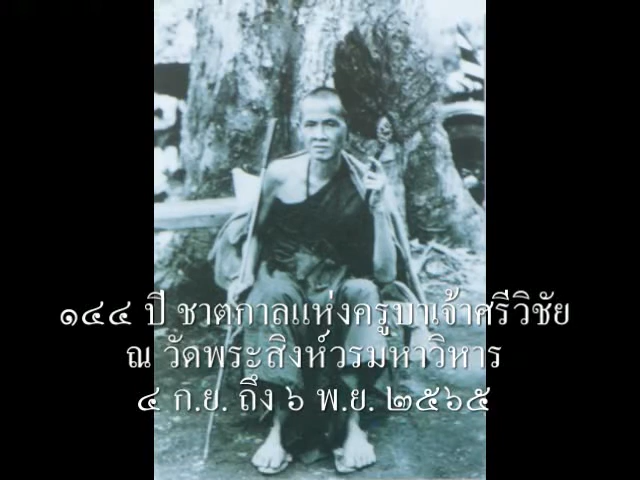 ๑๔๔ ปี ชาตกาลแห่งครูบาเจ้าศรีวิชัย
ณ วัดพระสิงห์วรมหาวิหาร
๔ ก.ย. ถึง ๖ พ.ย. ๒๕๖๕